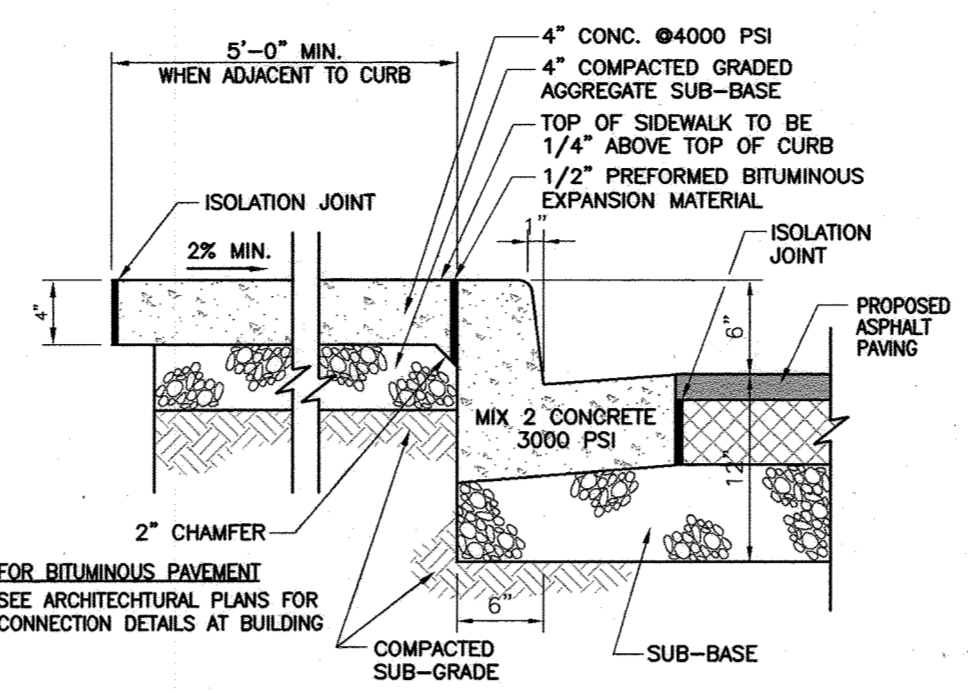 5'-0" MIN.
WHEN ADJACENT TO CURB
4" CONC. @4000 PSI
4" COMPACTED GRADED
AGGREGATE SUB-BASE
TOP OF SIDEWALK TO BE
1/4" ABOVE TOP OF CURB
1/2" PREFORMED BITUMINOUS
EXPANSION MATERIAL
ISOLATION JOINT
1"
ISOLATION
JOINT
2% MIN.
4"
6"
PROPOSED
ASPHALT
PAVING
MIX 2 CONCRETE
3000 PSI
12"
2" CHAMFER
FOR BITUMINOUS PAVEMENT
SEE ARCHITECHTURAL PLANS FOR
CONNECTION DETAILS AT BUILDING
6"
COMPACTED
SUB-GRADE
SUB-BASE